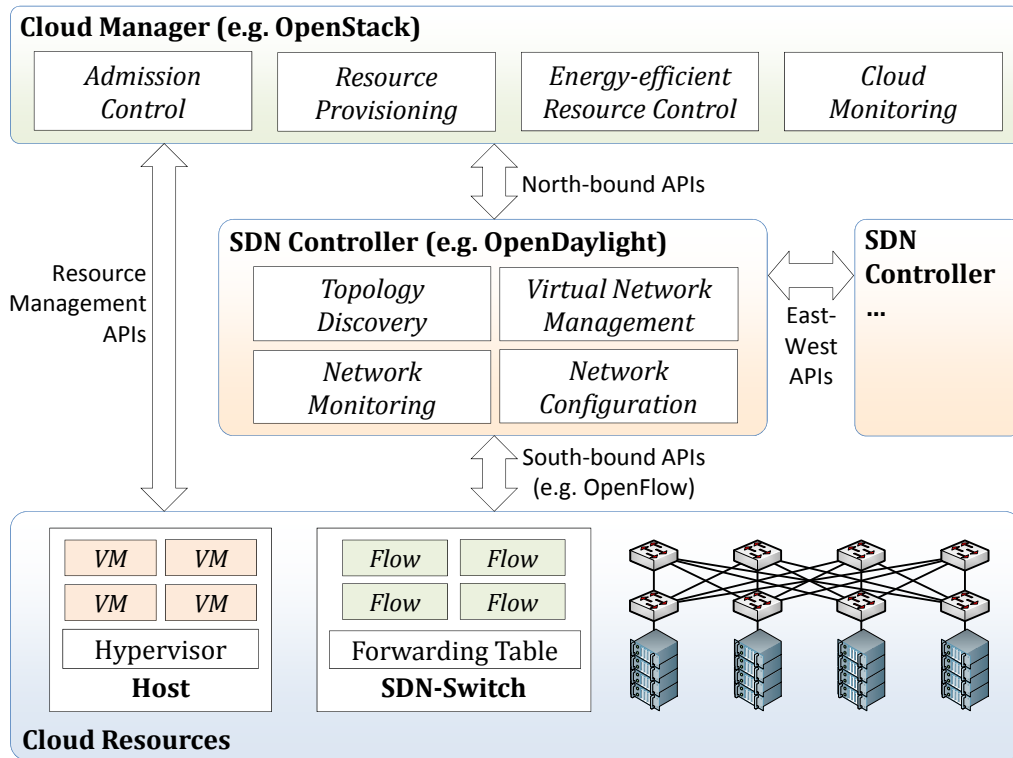 Cloud Manager (e.g. OpenStack)
Admission
Control
Resource
Provisioning
Energy-efficient
Resource Control
Cloud
Monitoring
North-bound APIs
Resource
Management
APIs
SDN Controller (e.g. OpenDaylight)
Topology
Discovery
Virtual Network
Management
Network
Monitoring
Network
Configuration
East-
West
APIs
SDN
Controller
...
South-bound APIs
(e.g. OpenFlow)
VM
VM
VM
VM
Hypervisor
Host
Flow
Flow
Flow
Flow
Forwarding Table
SDN-Switch
Cloud Resources